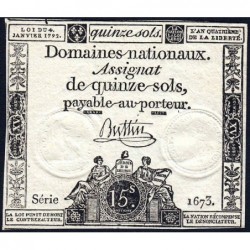 LOI DU 4.
JANVIER 1792.
quinze sols.
L'AN QUATRIÈME
DE LA LIBERTÉ.
Domaines nationaux.
Assignat
de quinze sols,
payable au porteur.
Buttin
15 s
Série
1673.
LA LOI PUNIT DE MORT
LE CONTREFACTEUR.
LA NATION RÉCOMPENSE
LE DÉNONCIATEUR.